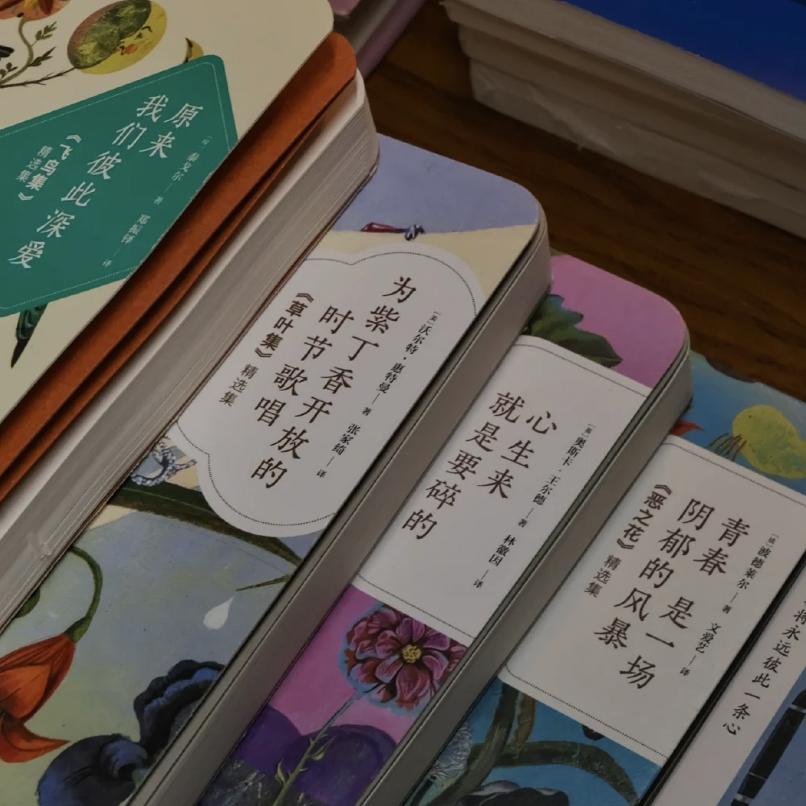 [印] 泰戈尔—著 郑振铎—译
原来
我们彼此深爱
《飞鸟集》精选集
[美] 沃尔特·惠特曼—著 张家绮—译
为紫丁香开放的
时节歌唱
《草叶集》精选集
[英] 奥斯卡·王尔德—著 林徽因—译
心生来
就是要碎的
[法] 波德莱尔—著 文爱艺—译
青春 是一场
阴郁的风暴
《恶之花》精选集
将永远彼此一条心